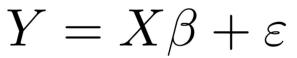 Y = Xβ + ε